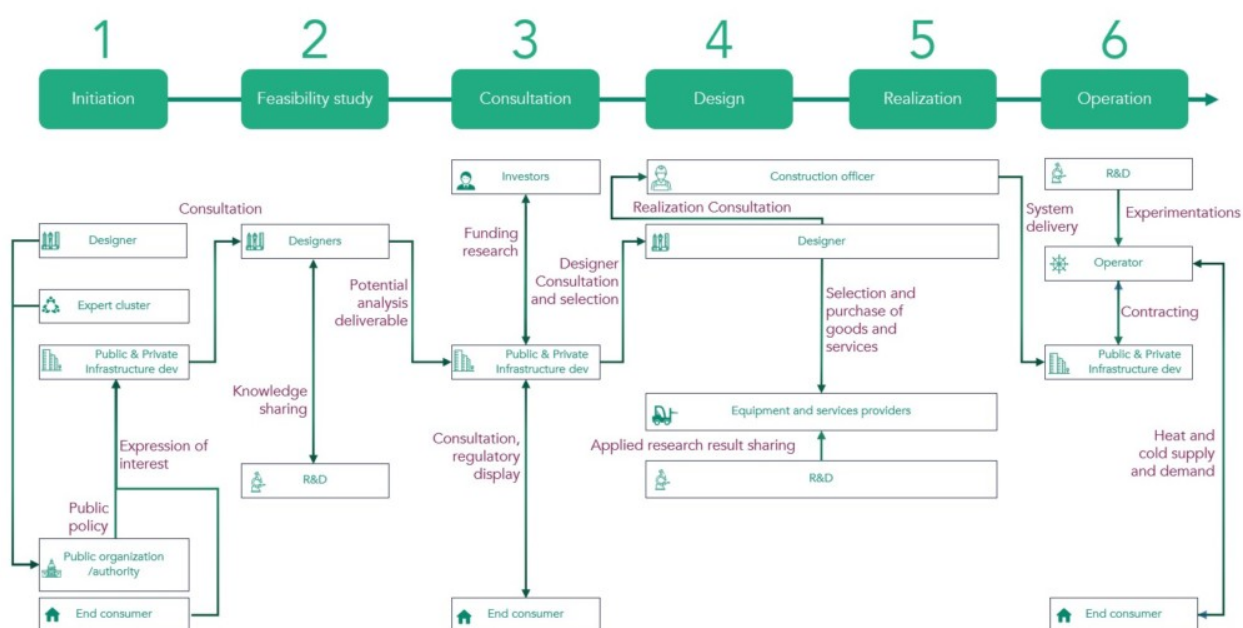 1
2
3
4
5
6
Initiation
Feasibility study
Consultation
Design
Realization
Operation
Consultation
Designer
Expert cluster
Public & Private
Infrastructure dev
Expression of
interest
Public
policy
Public organization
/authority
End consumer
Designers
Knowledge
sharing
R&D
Potential
analysis
deliverable
Investors
Funding
research
Public & Private
Infrastructure dev
Consultation,
regulatory
display
End consumer
Designer
Consultation
and selection
Construction officer
Realization Consultation
Designer
Selection and
purchase of
goods and
services
Equipment and services providers
Applied research result sharing
R&D
System
delivery
R&D
Experimentations
Operator
Contracting
Public & Private
Infrastructure dev
Heat and
cold supply
and demand
End consumer